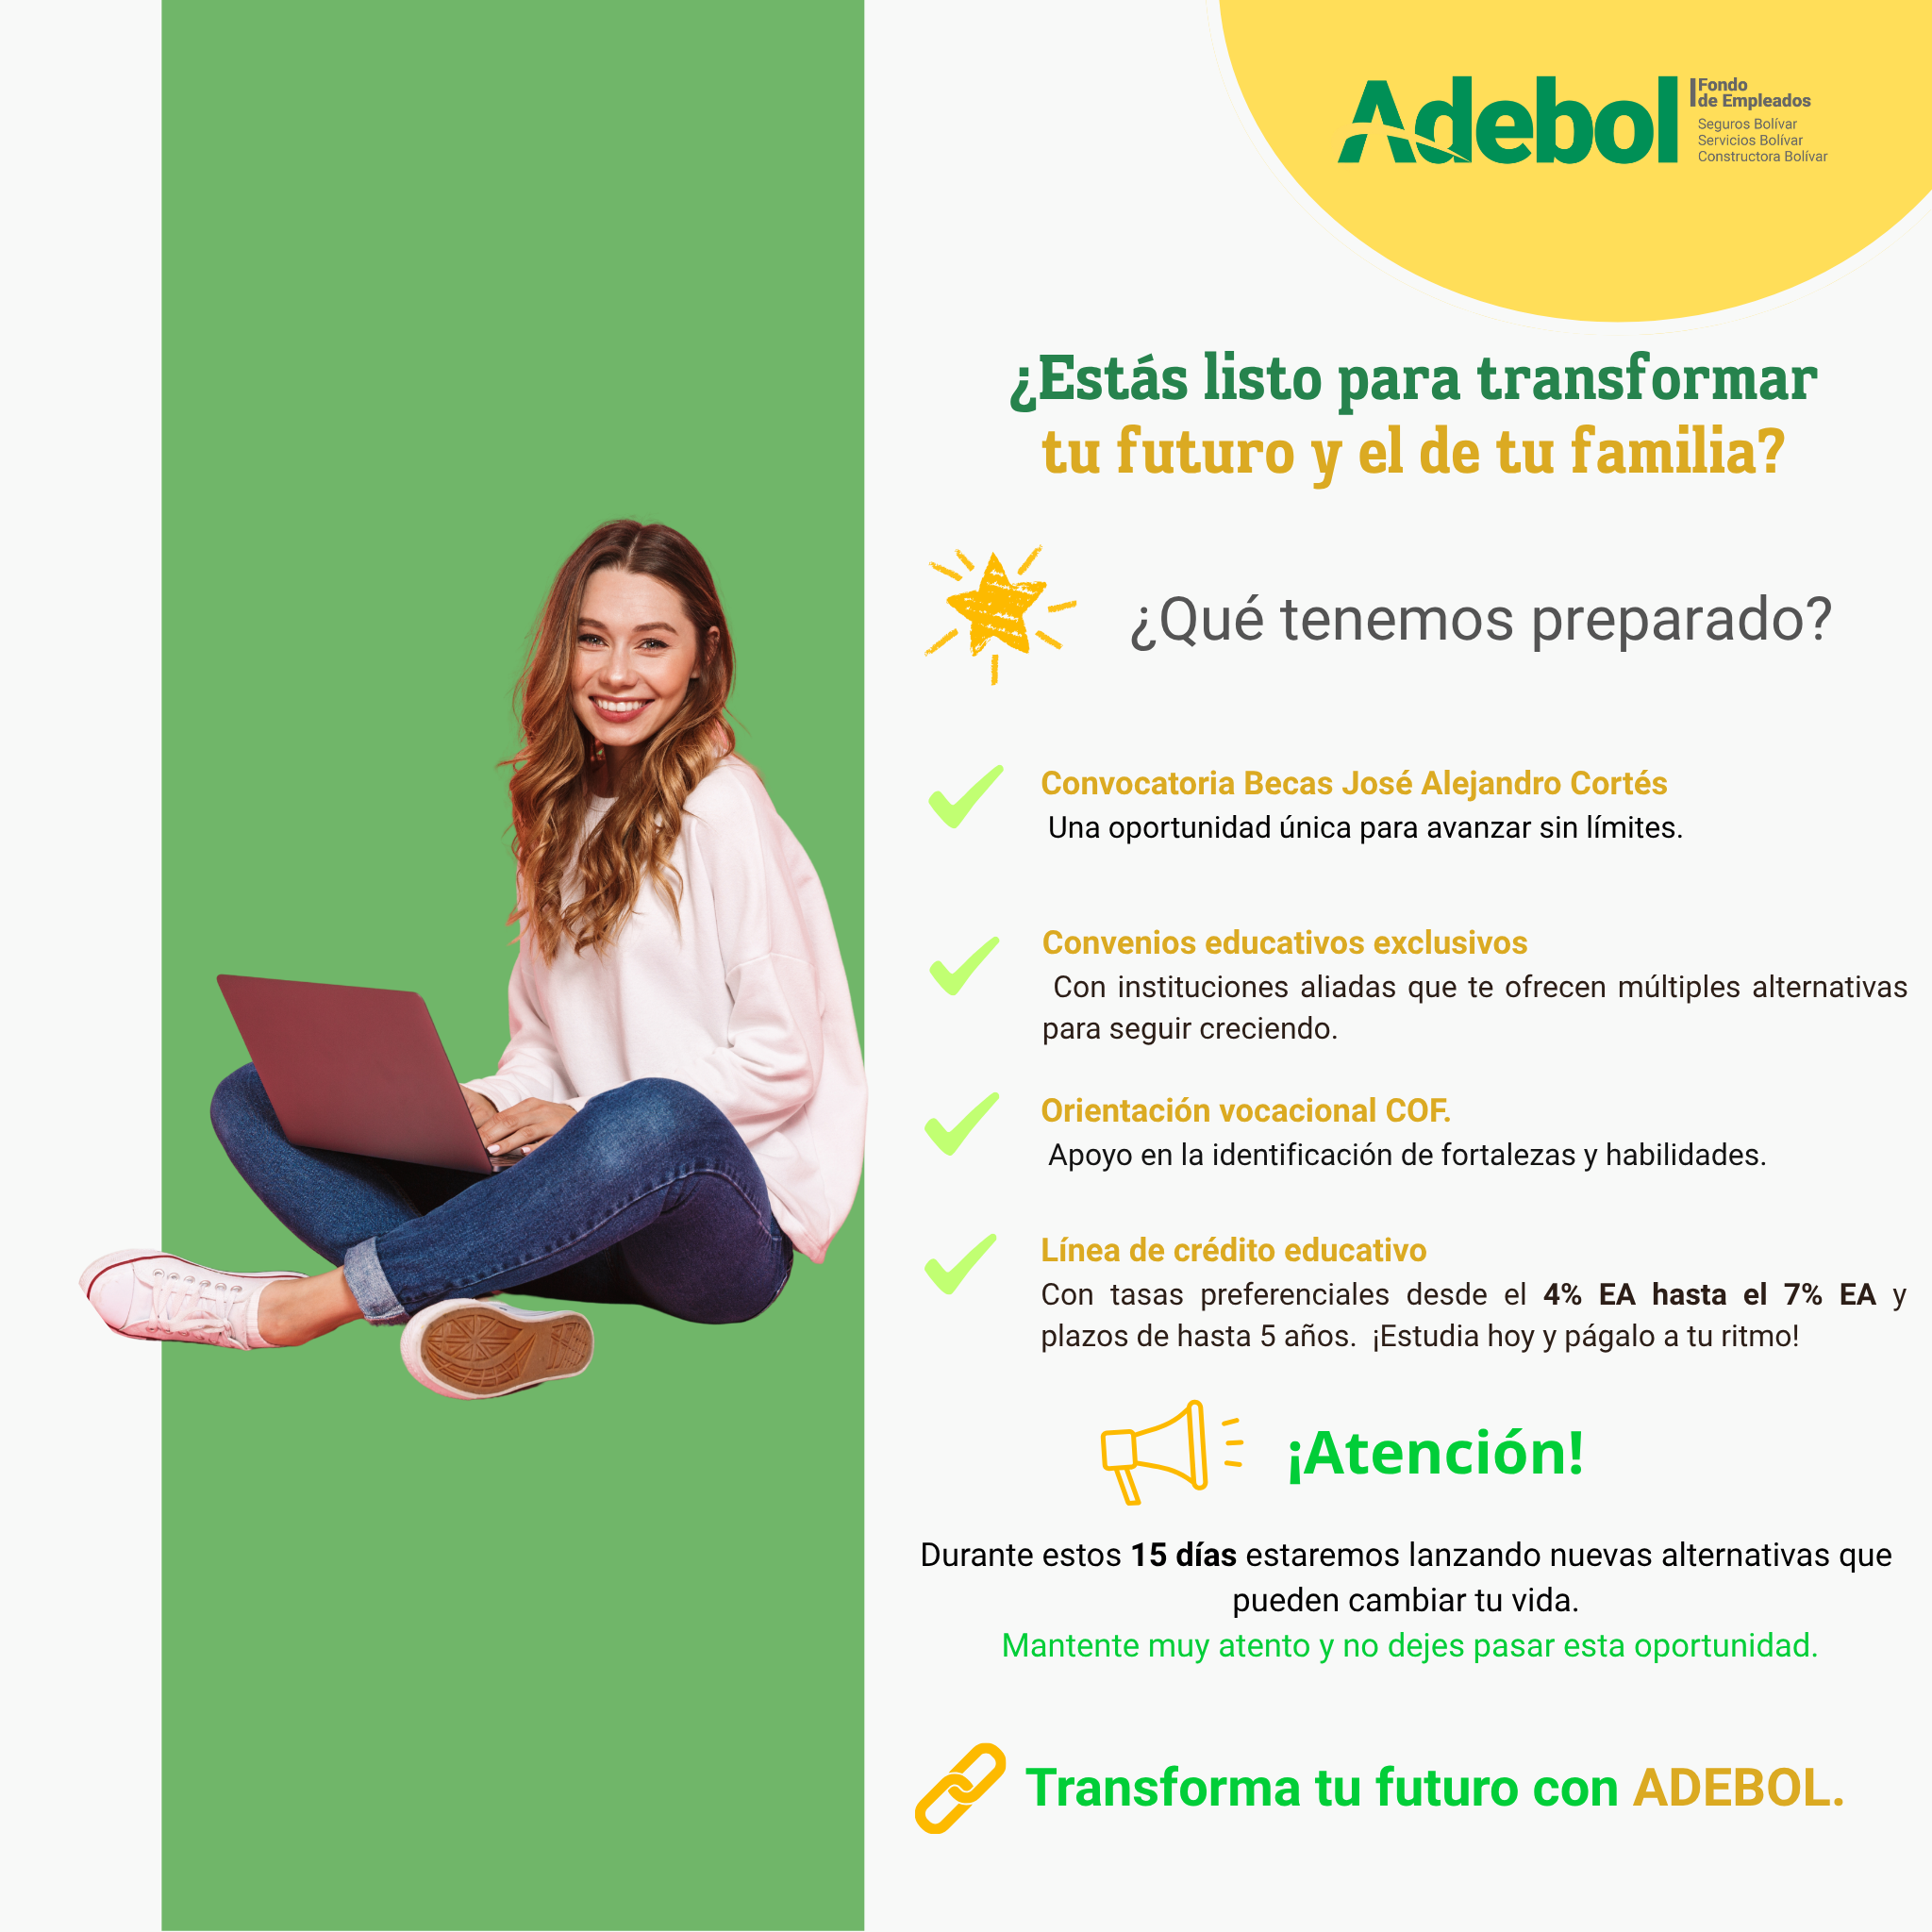 Adebol
Fondo
de Empleados
Seguros Bolívar
Servicios Bolívar
Constructora Bolívar
¿Estás listo para transformar
tu futuro y el de tu familia?
¿Qué tenemos preparado?
Convocatoria Becas José Alejandro Cortés
Una oportunidad única para avanzar sin límites.
Convenios educativos exclusivos
Con instituciones aliadas que te ofrecen múltiples alternativas
para seguir creciendo.
Orientación vocacional COF.
Apoyo en la identificación de fortalezas y habilidades.
Línea de crédito educativo
Con tasas preferenciales desde el 4% EA hasta el 7% EA y
plazos de hasta 5 años. ¡Estudia hoy y págalo a tu ritmo!
¡Atención!
Durante estos 15 días estaremos lanzando nuevas alternativas que
pueden cambiar tu vida.
Mantente muy atento y no dejes pasar esta oportunidad.
Transforma tu futuro con ADEBOL.